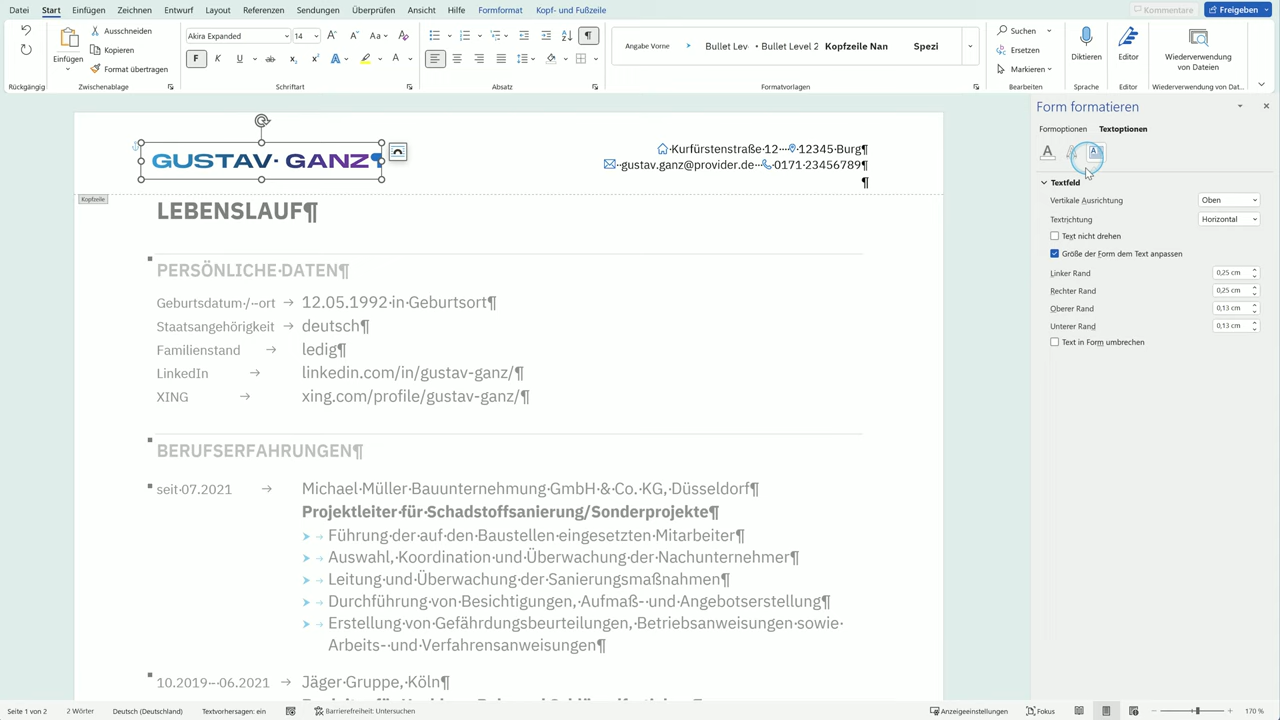 Datei Start Einfügen Zeichnen Entwurf Layout Referenzen Sendungen Überprüfen Ansicht Hilfe Formformat Kopf- und Fußzeile Kommentare Freigeben
Einfügen Ausschneiden Kopieren Format übertragen
Akira Expanded 14
Angabe Vorne Bullet Lev • Bullet Level 2 Kopfzeile Nan Spezi
Suchen Ersetzen Markieren
Diktieren Editor Wiederverwendung von Dateien
Rückgängig Zwischenablage Schriftart Absatz Formatvorlagen Bearbeiten Sprache Editor Wiederverwendung von Dat...
Form formatieren
Formoptionen Textoptionen
Textfeld
Vertikale Ausrichtung Oben
Textrichtung Horizontal
Text nicht drehen
Größe der Form dem Text anpassen
Linker Rand 0,25 cm
Rechter Rand 0,25 cm
Oberer Rand 0,13 cm
Unterer Rand 0,13 cm
Text in Form umbrechen
GUSTAV· GANZ¶
·Kurfürstenstraße·12···12345·Burg¶
··gustav.ganz@provider.de···0171·23456789¶
¶
Kopfzeile
LEBENSLAUF¶
PERSÖNLICHE·DATEN¶
Geburtsdatum·/·-ort → 12.05.1992·in·Geburtsort¶
Staatsangehörigkeit → deutsch¶
Familienstand → ledig¶
LinkedIn → linkedin.com/in/gustav-ganz/¶
XING → xing.com/profile/gustav-ganz/¶
BERUFSERFAHRUNGEN¶
seit·07.2021 → Michael·Müller·Bauunternehmung·GmbH·&·Co.·KG,·Düsseldorf¶
Projektleiter·für·Schadstoffsanierung/Sonderprojekte¶
➤ → Führung·der·auf·den·Baustellen·eingesetzten·Mitarbeiter¶
➤ → Auswahl,·Koordination·und·Überwachung·der·Nachunternehmer¶
➤ → Leitung·und·Überwachung·der·Sanierungsmaßnahmen¶
➤ → Durchführung·von·Besichtigungen,·Aufmaß-·und·Angebotserstellung¶
➤ → Erstellung·von·Gefährdungsbeurteilungen,·Betriebsanweisungen·sowie·
Arbeits-·und·Verfahrensanweisungen¶
10.2019·-·06.2021 → Jäger·Gruppe,·Köln¶
Seite 1 von 2 2 Wörter Deutsch (Deutschland) Textvorhersagen: ein Barrierefreiheit: Untersuchen Anzeigeeinstellungen Fokus 170 %